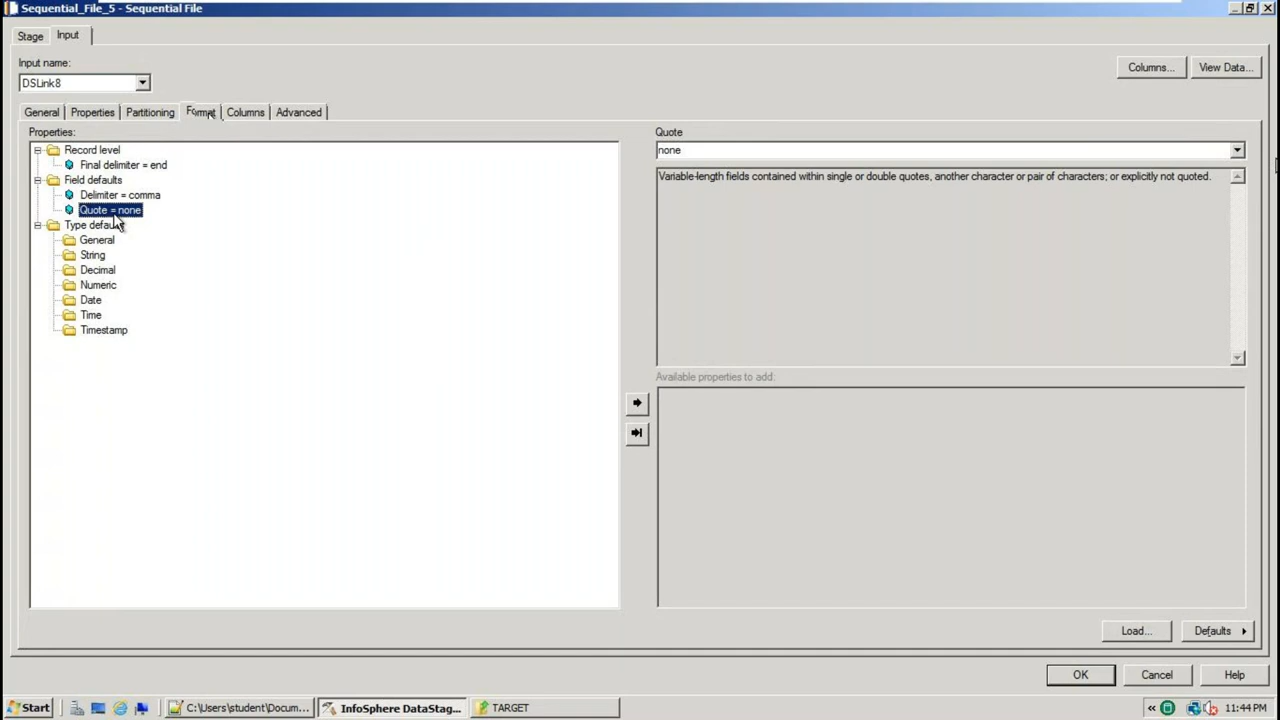 Sequential_File_5 - Sequential File
Stage Input
Input name:
DSLink8
Columns... View Data...
General Properties Partitioning Format Columns Advanced
Properties:
Record level
Final delimiter = end
Field defaults
Delimiter = comma
Quote = none
Type defau
General
String
Decimal
Numeric
Date
Time
Timestamp
Quote
none
Variable-length fields contained within single or double quotes, another character or pair of characters; or explicitly not quoted.
Available properties to add:
Load... Defaults
OK Cancel Help
Start C:\Users\student\Docum... InfoSphere DataStag... TARGET 11:44 PM